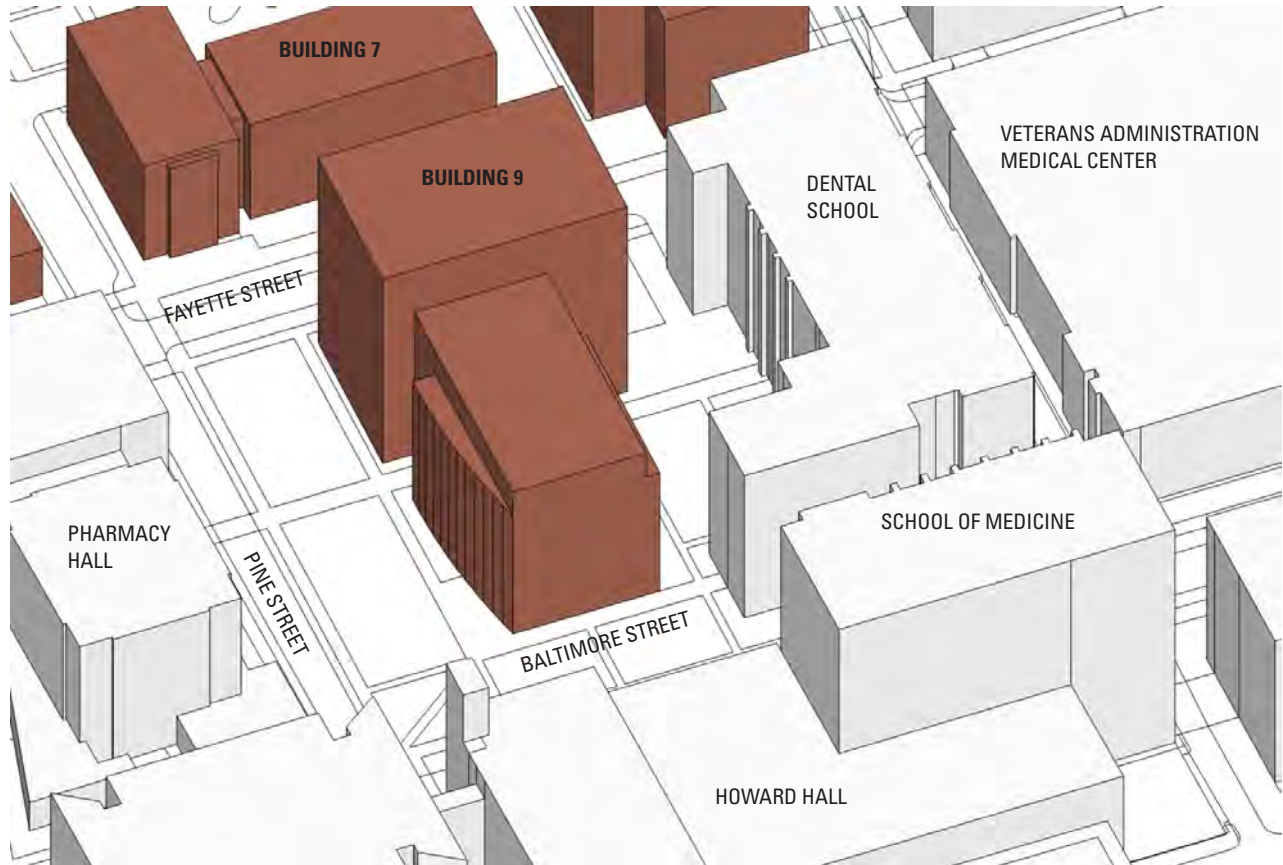 BUILDING 7
BUILDING 9
VETERANS ADMINISTRATION
MEDICAL CENTER
DENTAL
SCHOOL
FAYETTE STREET
PHARMACY
HALL
PINE STREET
SCHOOL OF MEDICINE
BALTIMORE STREET
HOWARD HALL